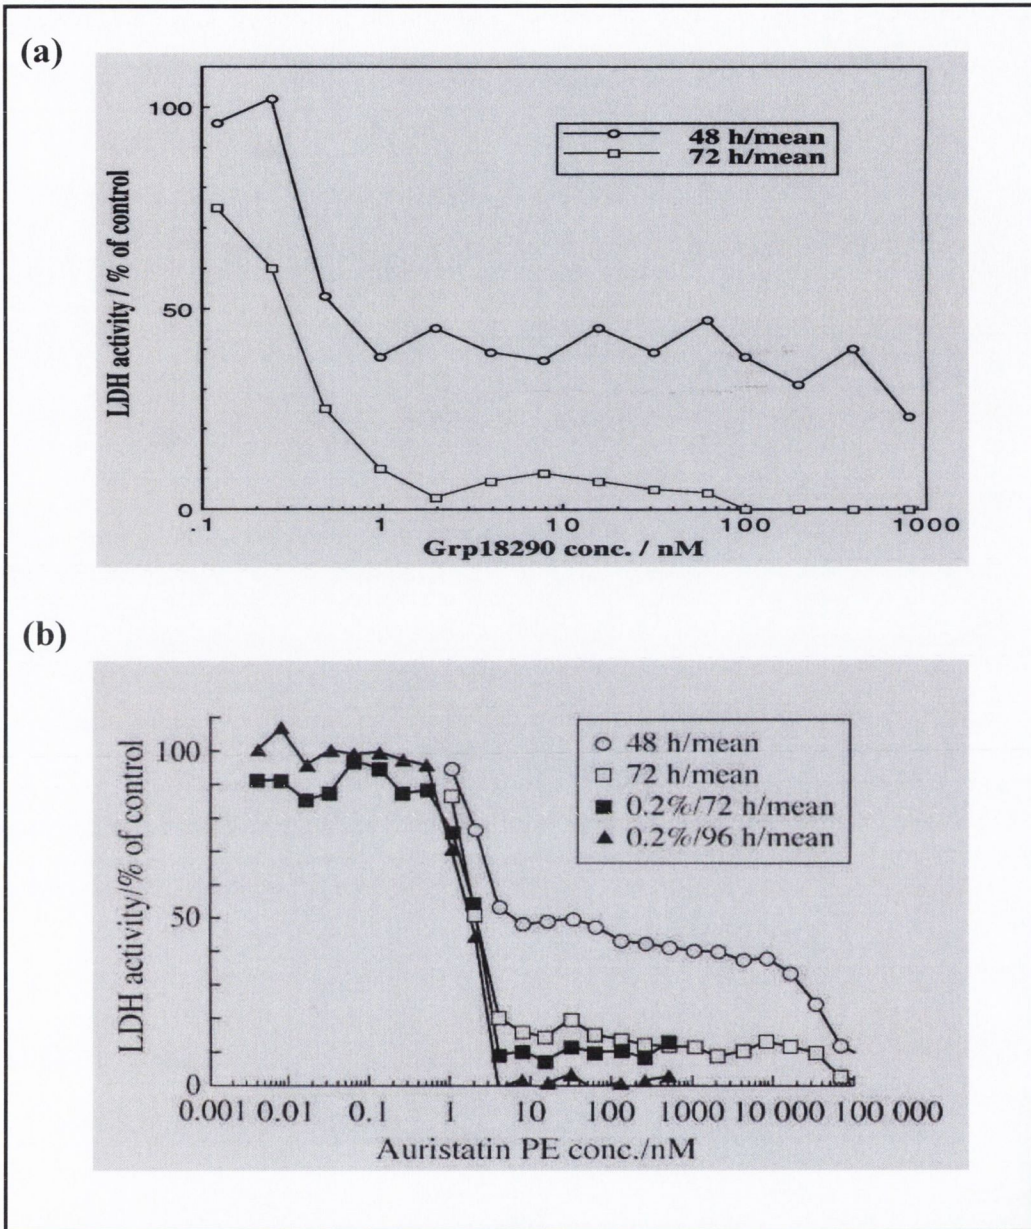 (a)
LDH activity / % of control
100
50
0
48 h/mean
72 h/mean
.1
1
10
100
1000
Grp18290 conc. / nM
(b)
LDH activity/% of control
100
50
0
48 h/mean
72 h/mean
0.2%/72 h/mean
0.2%/96 h/mean
0.001 0.01 0.1 1 10 100 1000 10 000 100 000
Auristatin PE conc./nM